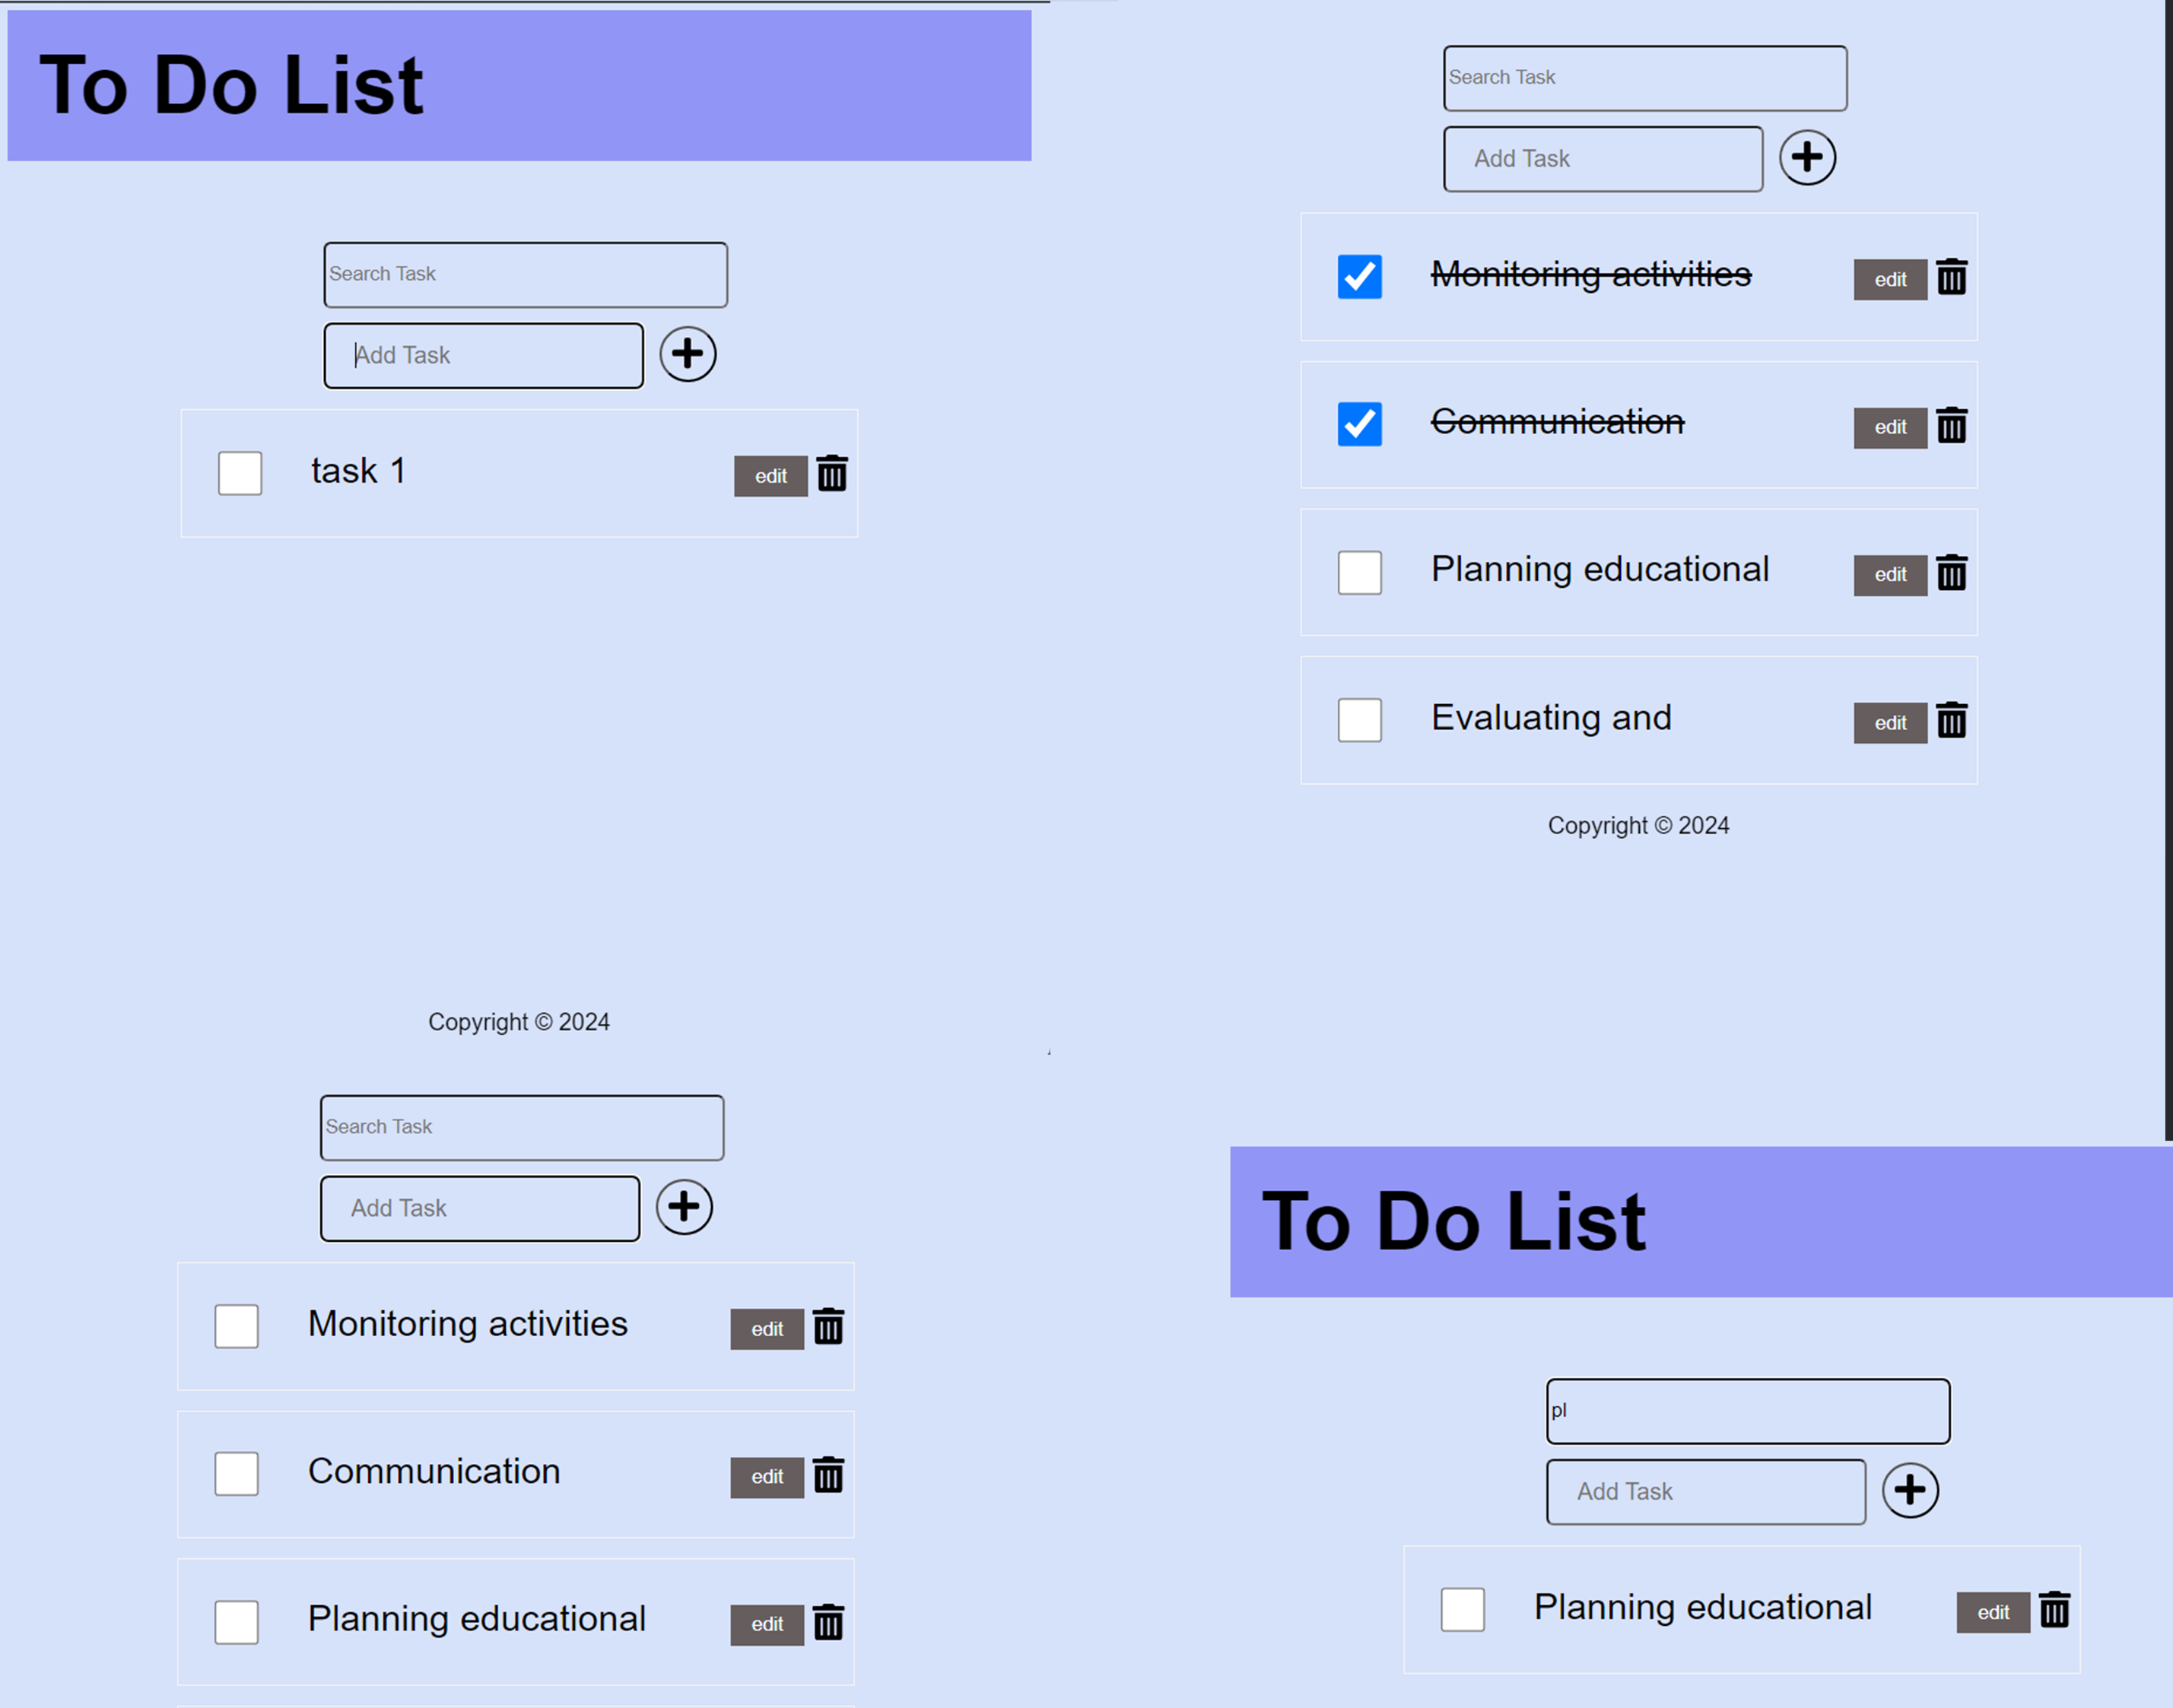 To Do List
Search Task
Add Task
task 1
edit
Copyright © 2024
Search Task
Add Task
Monitoring activities
edit
Communication
edit
Planning educational
edit
Evaluating and
edit
Copyright © 2024
Search Task
Add Task
Monitoring activities
edit
Communication
edit
Planning educational
edit
To Do List
pl
Add Task
Planning educational
edit